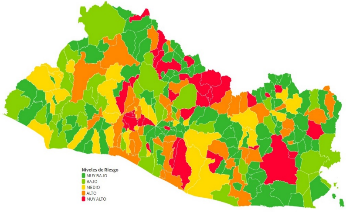 Niveles de Riesgo
MUY BAJO
BAJO
MEDIO
ALTO
MUY ALTO